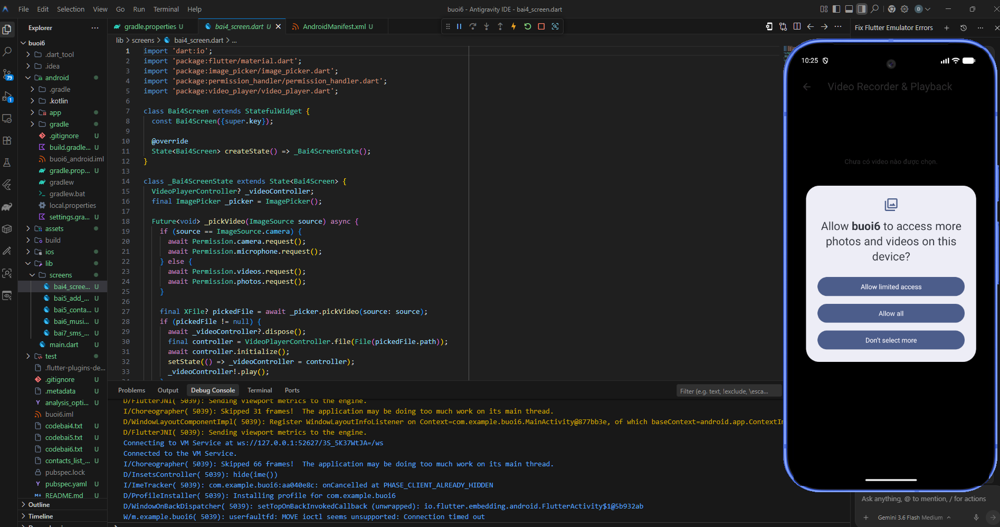 File Edit Selection View Go Run Terminal Help
buoi6 - Antigravity IDE - bai4_screen.dart
D
Explorer
buoi6
.dart_tool
.idea
android
.gradle
.kotlin
app
gradle
.gitignore U
build.gradle... U
buoi6_android.iml
gradle.prop... U
gradlew
gradlew.bat
local.properties
settings.gra... U
assets
build
ios
lib
screens
bai4_scree... U
bai5_add_... U
bai5_conta... U
bai6_musi... U
bai7_sms_... U
main.dart U
test
.flutter-plugins-de...
.gitignore U
.metadata U
analysis_opti... U
buoi6.iml
codebai4.txt U
codebai5.txt U
codebai6.txt U
contacts_list_... U
pubspec.lock
pubspec.yaml U
README.md U
Outline
Timeline
79
1
gradle.properties U
bai4_screen.dart U
AndroidManifest.xml U
lib > screens > bai4_screen.dart > ...
1 import 'dart:io';
2 import 'package:flutter/material.dart';
3 import 'package:image_picker/image_picker.dart';
4 import 'package:permission_handler/permission_handler.dart';
5 import 'package:video_player/video_player.dart';
6
7 class Bai4Screen extends StatefulWidget {
8 const Bai4Screen({super.key});
9
10 @override
11 State<Bai4Screen> createState() => _Bai4ScreenState();
12 }
13
14 class _Bai4ScreenState extends State<Bai4Screen> {
15 VideoPlayerController? _videoController;
16 final ImagePicker _picker = ImagePicker();
17
18 Future<void> _pickVideo(ImageSource source) async {
19 if (source == ImageSource.camera) {
20 await Permission.camera.request();
21 await Permission.microphone.request();
22 } else {
23 await Permission.videos.request();
24 await Permission.photos.request();
25 }
26
27 final XFile? pickedFile = await _picker.pickVideo(source: source);
28 if (pickedFile != null) {
29 await _videoController?.dispose();
30 final controller = VideoPlayerController.file(File(pickedFile.path));
31 await controller.initialize();
32 setState(() => _videoController = controller);
33 _videoController!.play();
Problems Output Debug Console Terminal Ports
Filter (e.g. text, !exclude, \esca...
D/FlutterJNI( 5039): Sending viewport metrics to the engine.
I/Choreographer( 5039): Skipped 31 frames!  The application may be doing too much work on its main thread.
D/WindowLayoutComponentImpl( 5039): Register WindowLayoutInfoListener on Context=com.example.buoi6.MainActivity@877bb3e, of which baseContext=android.app.ContextIm
D/FlutterJNI( 5039): Sending viewport metrics to the engine.
Connecting to VM Service at ws://127.0.0.1:52627/3S_5K37WtJA=/ws
Connected to the VM Service.
I/Choreographer( 5039): Skipped 66 frames!  The application may be doing too much work on its main thread.
D/InsetsController( 5039): hide(ime())
I/ImeTracker( 5039): com.example.buoi6:aa040e8c: onCancelled at PHASE_CLIENT_ALREADY_HIDDEN
D/ProfileInstaller( 5039): Installing profile for com.example.buoi6
D/WindowOnBackDispatcher( 5039): setTopOnBackInvokedCallback (unwrapped): io.flutter.embedding.android.FlutterActivity$1@5b932ab
W/m.example.buoi6( 5039): userfaultfd: MOVE ioctl seems unsupported: Connection timed out
Fix Flutter Emulator Errors
10:25
Video Recorder & Playback
Chưa có video nào được chọn.
Allow buoi6 to access more
photos and videos on this
device?
Allow limited access
Allow all
Don't select more
Ask anything, @ to mention, / for actions
Gemini 3.6 Flash Medium